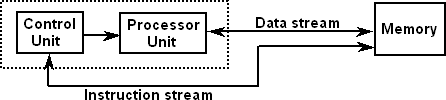 Control
Unit
Processor
Unit
Data stream
Memory
Instruction stream